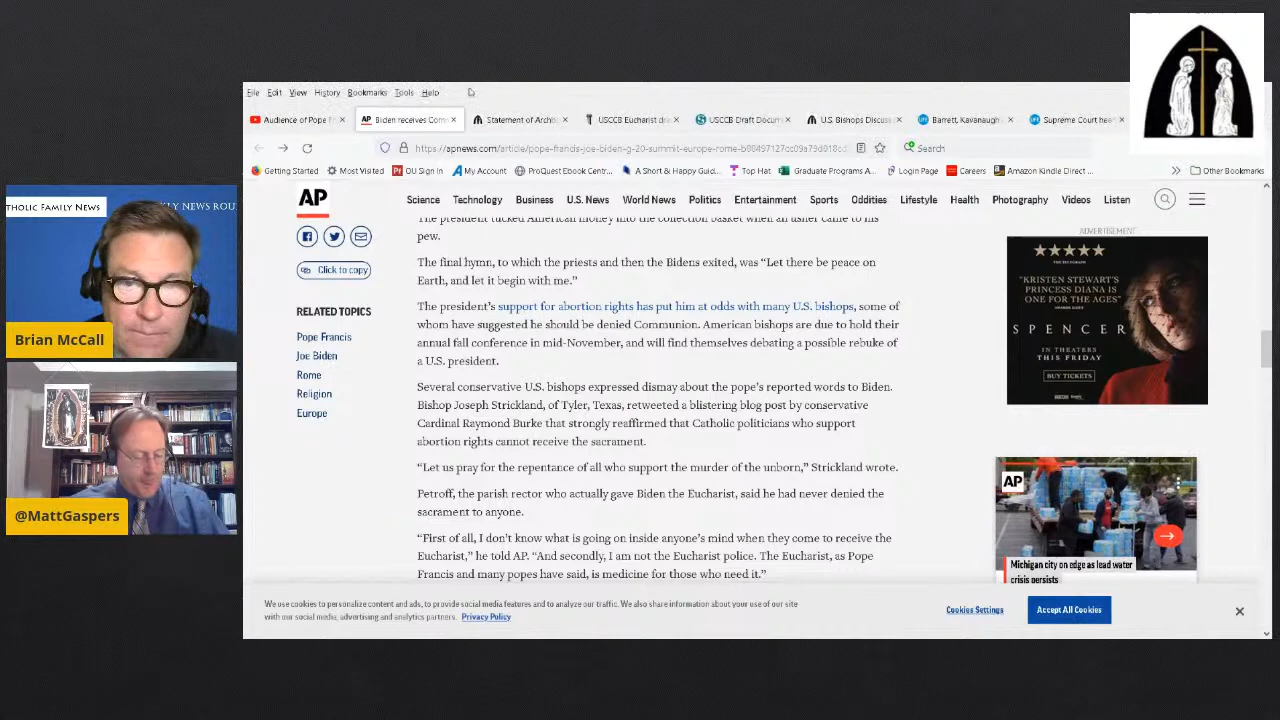 File Edit View History Bookmarks Tools Help
Audience of Pope Fr
AP Biden receives Com
Statement of Archb
USCCB Eucharist dra
USCCB Draft Docum
U.S. Bishops Discuss
Barrett, Kavanaugh
Supreme Court hear
https://apnews.com/article/pope-francis-joe-biden-g-20-summit-europe-rome-
Search
Getting Started Most Visited OU Sign In My Account ProQuest Ebook Centr... A Short & Happy Guid... Top Hat Graduate Programs A... Login Page Careers Amazon Kindle Direct ... Other Bookmarks
AP
Science Technology Business U.S. News World News Politics Entertainment Sports Oddities Lifestyle Health Photography Videos Listen
Click to copy
RELATED TOPICS
Pope Francis
Joe Biden
Rome
Religion
Europe
The president tucked American money into the collection basket when an usher came to his
pew.
The final hymn, to which the priests and then the Bidens exited, was “Let there be peace on
Earth, and let it begin with me.”
The president’s support for abortion rights has put him at odds with many U.S. bishops, some of
whom have suggested he should be denied Communion. American bishops are due to hold their
annual fall conference in mid-November, and will find themselves debating a possible rebuke of
a U.S. president.
Several conservative U.S. bishops expressed dismay about the pope’s reported words to Biden.
Bishop Joseph Strickland, of Tyler, Texas, retweeted a blistering blog post by conservative
Cardinal Raymond Burke that strongly reaffirmed that Catholic politicians who support
abortion rights cannot receive the sacrament.
“Let us pray for the repentance of all who support the murder of the unborn,” Strickland wrote.
Petroff, the parish rector who actually gave Biden the Eucharist, said he had never denied the
sacrament to anyone.
“First of all, I don’t know what is going on inside anyone’s mind when they come to receive the
Eucharist,” he told AP. “And secondly, I am not the Eucharist police. The Eucharist, as Pope
Francis and many popes have said, is medicine for those who need it.”
ADVERTISEMENT
"KRISTEN STEWART'S
PRINCESS DIANA IS
ONE FOR THE AGES"
SPENCER
IN THEATERS
THIS FRIDAY
BUY TICKETS
AP
Michigan city on edge as lead water
crisis persists
We use cookies to personalize content and ads, to provide social media features and to analyze our traffic. We also share information about your use of our site
with our social media, advertising and analytics partners. Privacy Policy
Cookies Settings
Accept All Cookies
THOLIC FAMILY NEWS
KLY NEWS ROU
Brian McCall
@MattGaspers